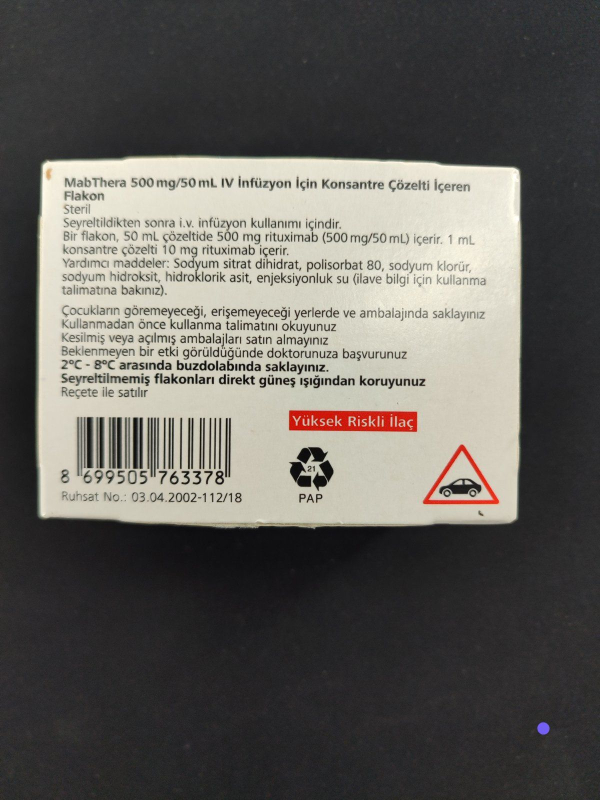 MabThera 500 mg/50 mL IV İnfüzyon İçin Konsantre Çözelti İçeren
Flakon
Steril
Seyreltildikten sonra i.v. infüzyon kullanımı içindir.
Bir flakon, 50 mL çözeltide 500 mg rituximab (500 mg/50 mL) içerir. 1 mL
konsantre çözelti 10 mg rituximab içerir.
Yardımcı maddeler: Sodyum sitrat dihidrat, polisorbat 80, sodyum klorür,
sodyum hidroksit, hidroklorik asit, enjeksiyonluk su (ilave bilgi için kullanma
talimatına bakınız).
Çocukların göremeyeceği, erişemeyeceği yerlerde ve ambalajında saklayınız
Kullanmadan önce kullanma talimatını okuyunuz
Kesilmiş veya açılmış ambalajları satın almayınız
Beklenmeyen bir etki görüldüğünde doktorunuza başvurunuz
2°C - 8°C arasında buzdolabında saklayınız.
Seyreltilmemiş flakonları direkt güneş ışığından koruyunuz
Reçete ile satılır
Yüksek Riskli İlaç
8 699505 763378
21
PAP
Ruhsat No.: 03.04.2002-112/18